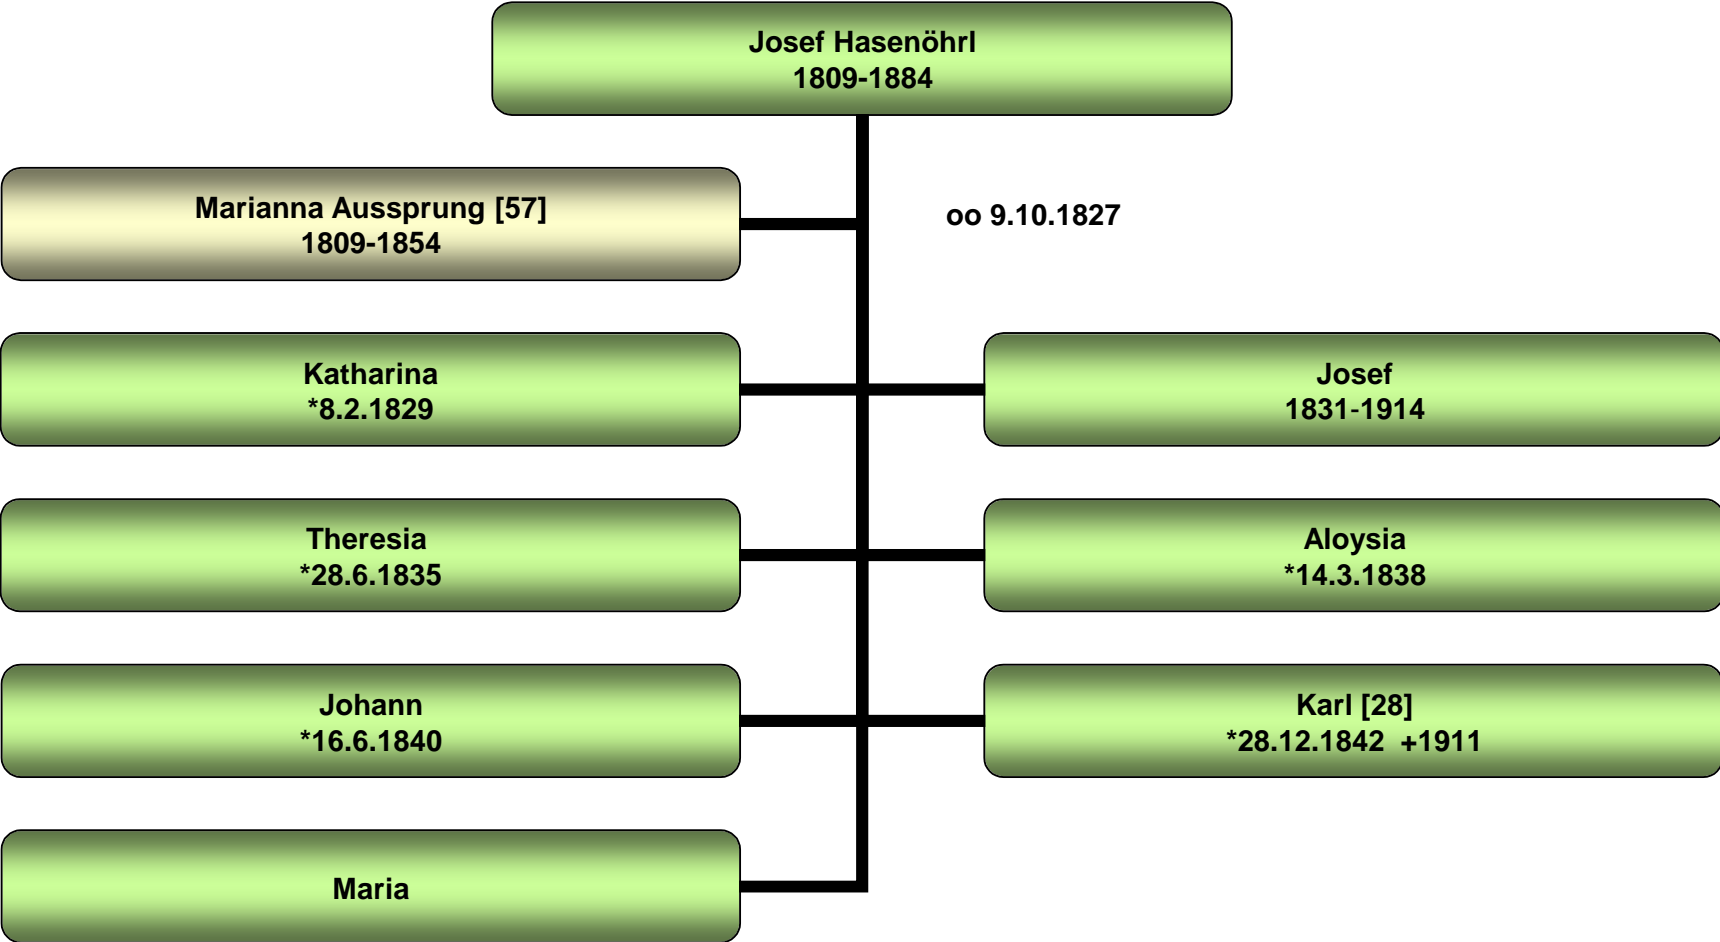 Josef Hasenöhrl
1809-1884
Marianna Aussprung [57]
1809-1854
oo 9.10.1827
Katharina
*8.2.1829
Josef
1831-1914
Theresia
*28.6.1835
Aloysia
*14.3.1838
Johann
*16.6.1840
Karl [28]
*28.12.1842  +1911
Maria